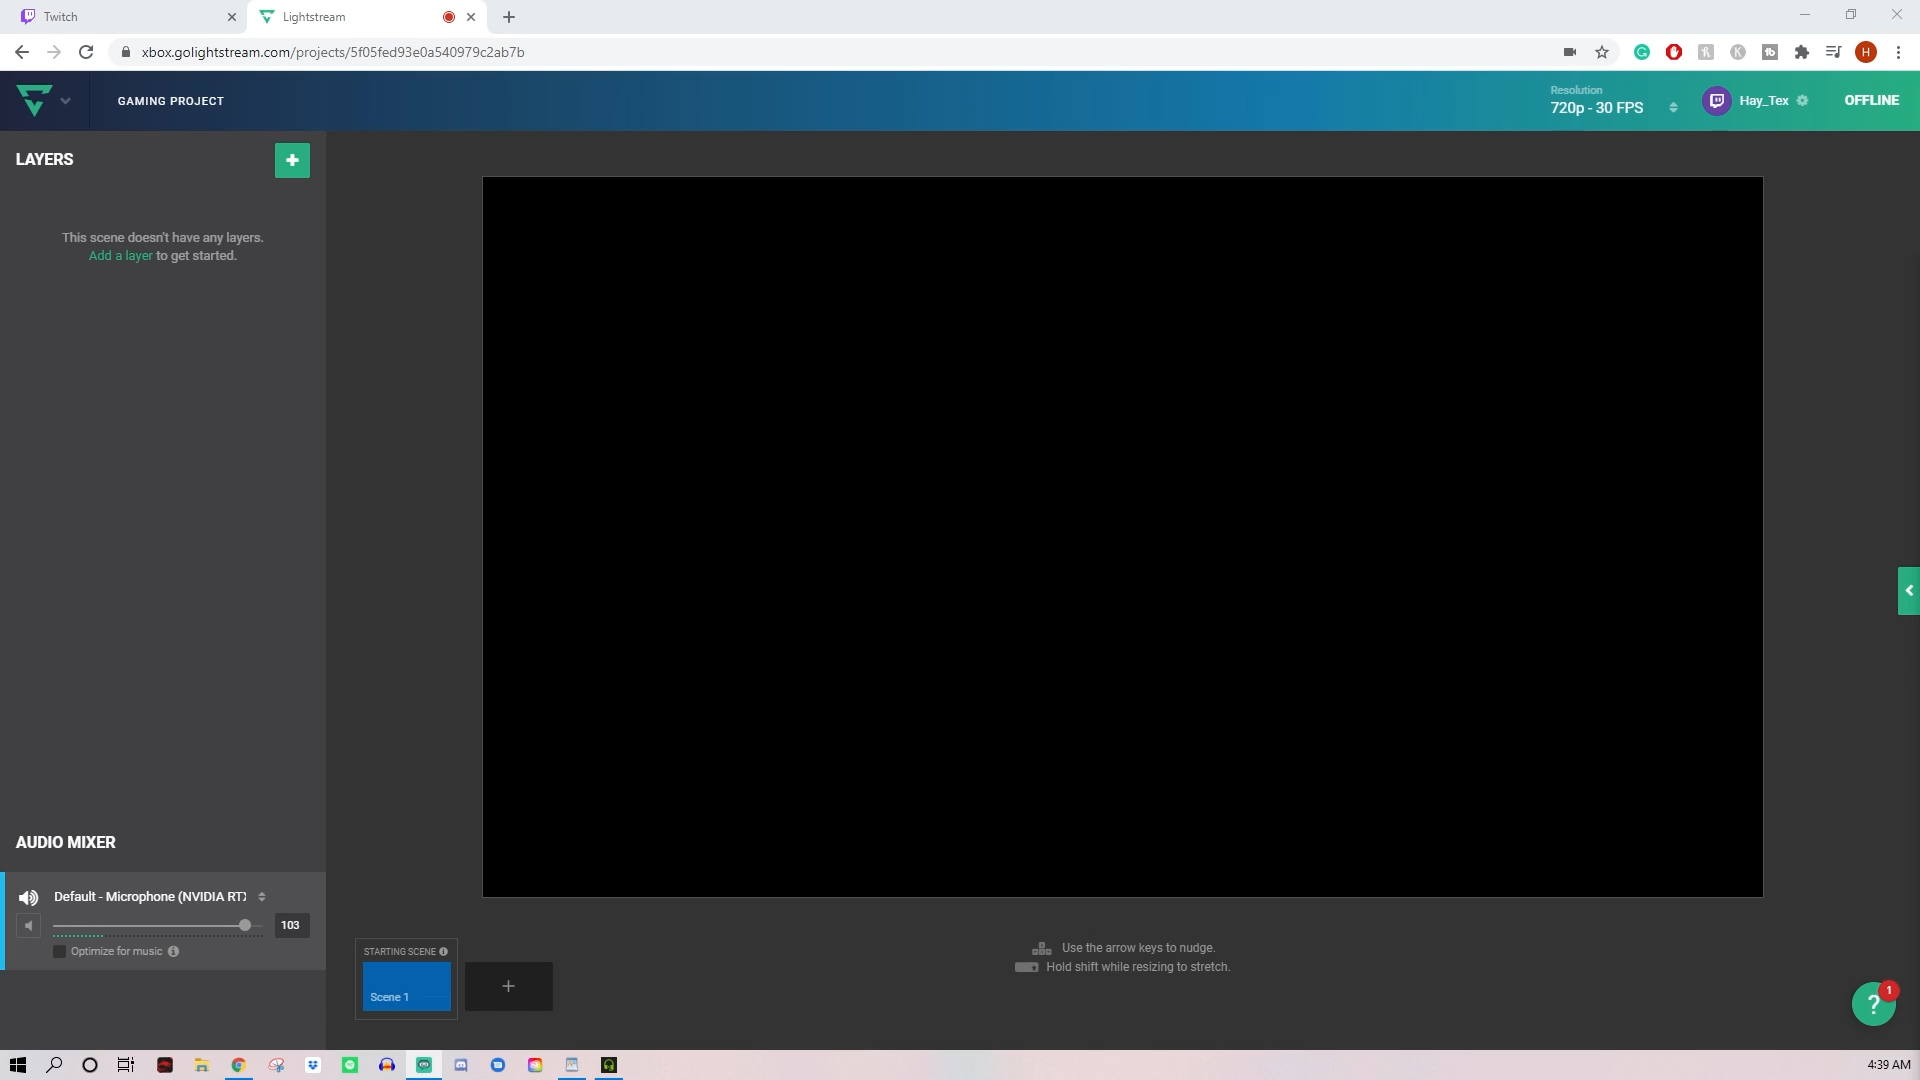 Twitch
Lightstream
xbox.golightstream.com/projects/5f05fed93e0a540979c2ab7b
H
GAMING PROJECT
Resolution
720p - 30 FPS
Hay_Tex
OFFLINE
LAYERS
This scene doesn't have any layers.
Add a layer to get started.
AUDIO MIXER
Default - Microphone (NVIDIA RTX
103
Optimize for music
STARTING SCENE
Scene 1
Use the arrow keys to nudge.
Hold shift while resizing to stretch.
?
1
4:39 AM